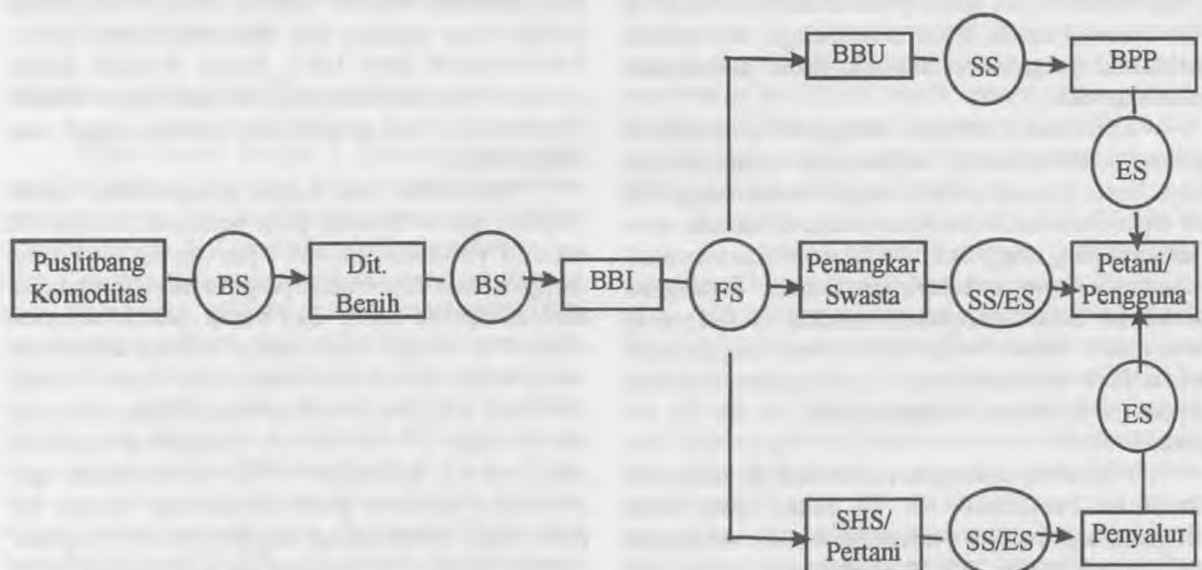 BBU
SS
BPP
ES
Puslitbang
Komoditas
BS
Dit.
Benih
BS
BBI
FS
Penangkar
Swasta
SS/ES
Petani/
Pengguna
ES
SHS/
Pertani
SS/ES
Penyalur